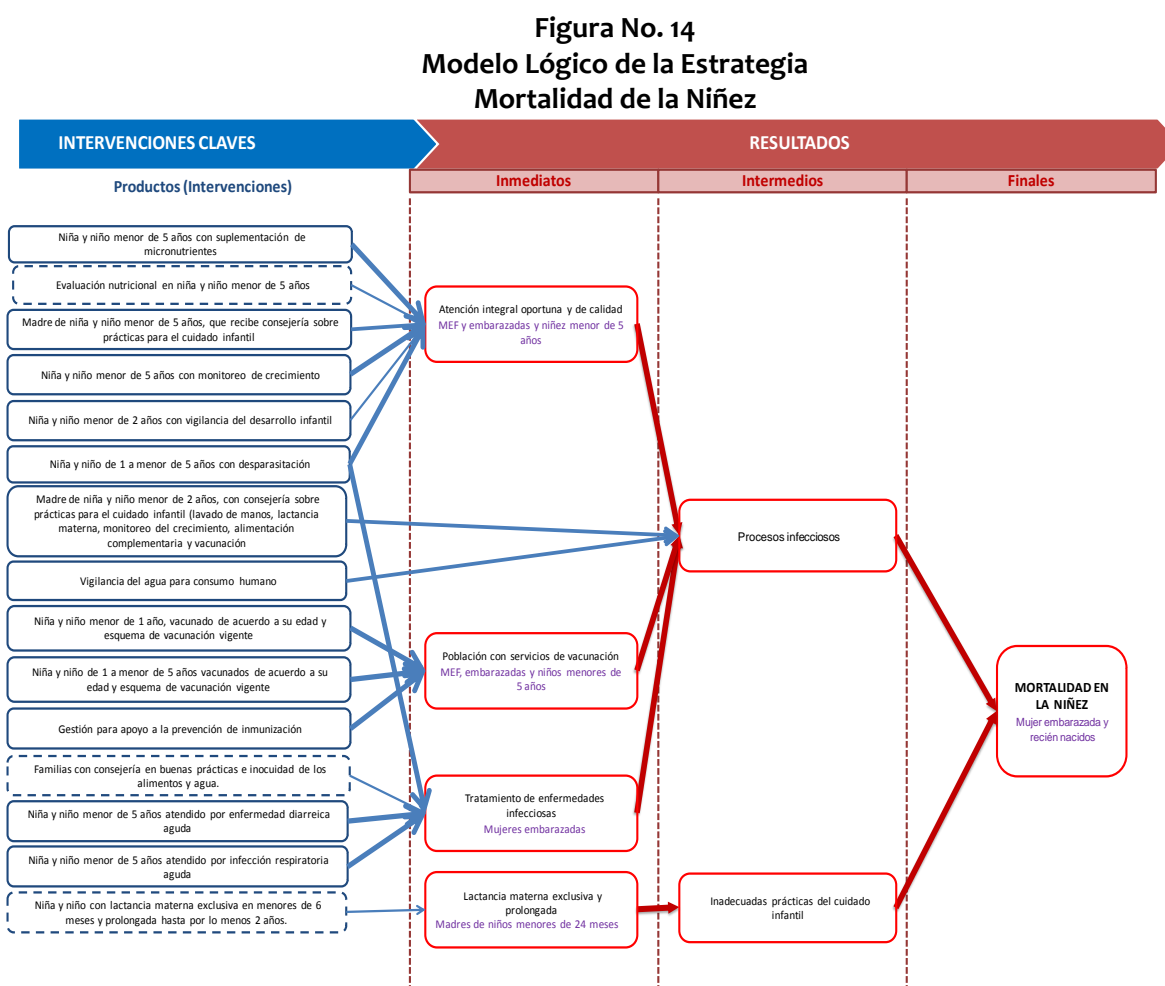 Figura No. 14
Modelo Lógico de la Estrategia
Mortalidad de la Niñez
INTERVENCIONES CLAVES
RESULTADOS
Productos (Intervenciones)
Inmediatos
Intermedios
Finales
Niña y niño menor de 5 años con suplementación de
micronutrientes
Evaluación nutricional en niña y niño menor de 5 años
Madre de niña y niño menor de 5 años, que recibe consejería sobre
prácticas para el cuidado infantil
Niña y niño menor de 5 años con monitoreo de crecimiento
Niña y niño menor de 2 años con vigilancia del desarrollo infantil
Niña y niño de 1 a menor de 5 años con desparasitación
Madre de niña y niño menor de 2 años, con consejería sobre
prácticas para el cuidado infantil (lavado de manos, lactancia
materna, monitoreo del crecimiento, alimentación
complementaria y vacunación
Vigilancia del agua para consumo humano
Niña y niño menor de 1 año, vacunado de acuerdo a su edad y
esquema de vacunación vigente
Niña y niño de 1 a menor de 5 años vacunados de acuerdo a su
edad y esquema de vacunación vigente
Gestión para apoyo a la prevención de inmunización
Familias con consejería en buenas prácticas e inocuidad de los
alimentos y agua.
Niña y niño menor de 5 años atendido por enfermedad diarreica
aguda
Niña y niño menor de 5 años atendido por infección respiratoria
aguda
Niña y niño con lactancia materna exclusiva en menores de 6
meses y prolongada hasta por lo menos 2 años.
Atención integral oportuna y de calidad
MEF y embarazadas y niñez menor de 5
años
Población con servicios de vacunación
MEF, embarazadas y niños menores de
5 años
Tratamiento de enfermedades
infecciosas
Mujeres embarazadas
Lactancia materna exclusiva y
prolongada
Madres de niños menores de 24 meses
Procesos infecciosos
Inadecuadas prácticas del cuidado
infantil
MORTALIDAD EN
LA NIÑEZ
Mujer embarazada y
recién nacidos